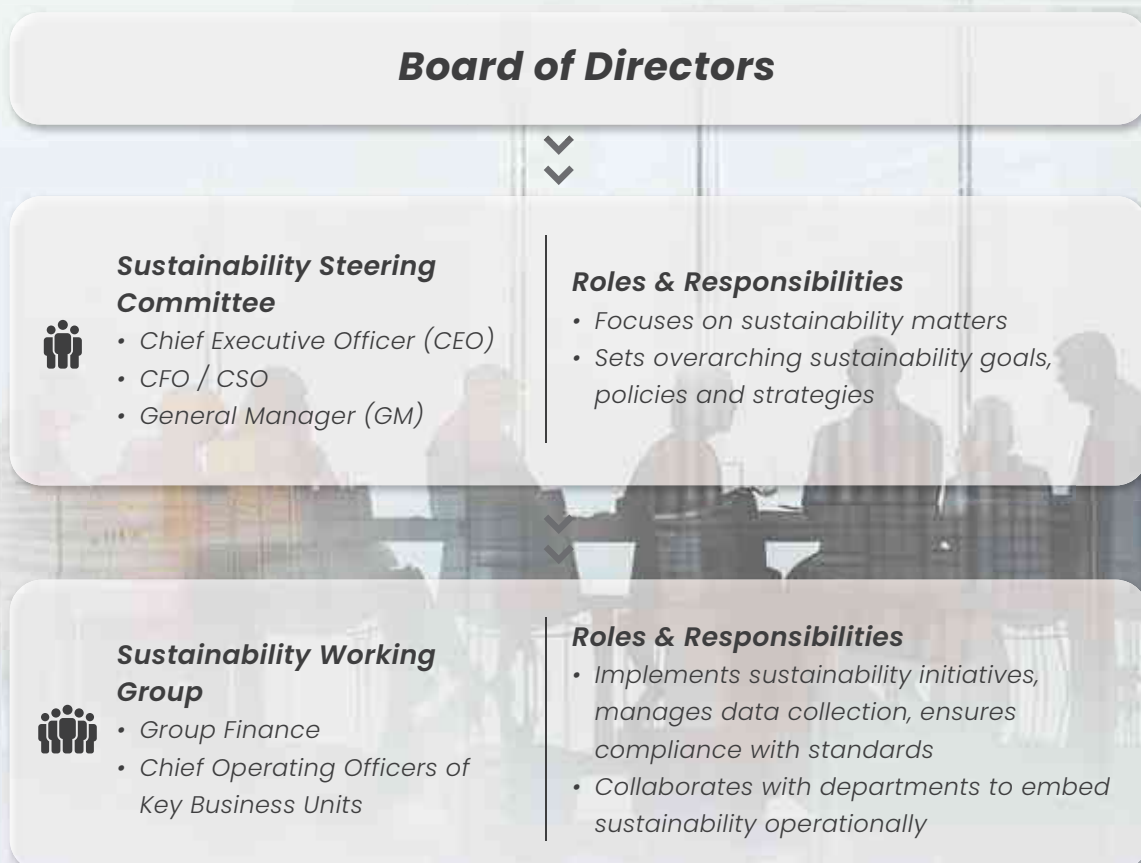 Board of Directors
Sustainability Steering
Committee
• Chief Executive Officer (CEO)
• CFO / CSO
• General Manager (GM)
Roles & Responsibilities
• Focuses on sustainability matters
• Sets overarching sustainability goals,
policies and strategies
Sustainability Working
Group
• Group Finance
• Chief Operating Officers of
Key Business Units
Roles & Responsibilities
• Implements sustainability initiatives,
manages data collection, ensures
compliance with standards
• Collaborates with departments to embed
sustainability operationally